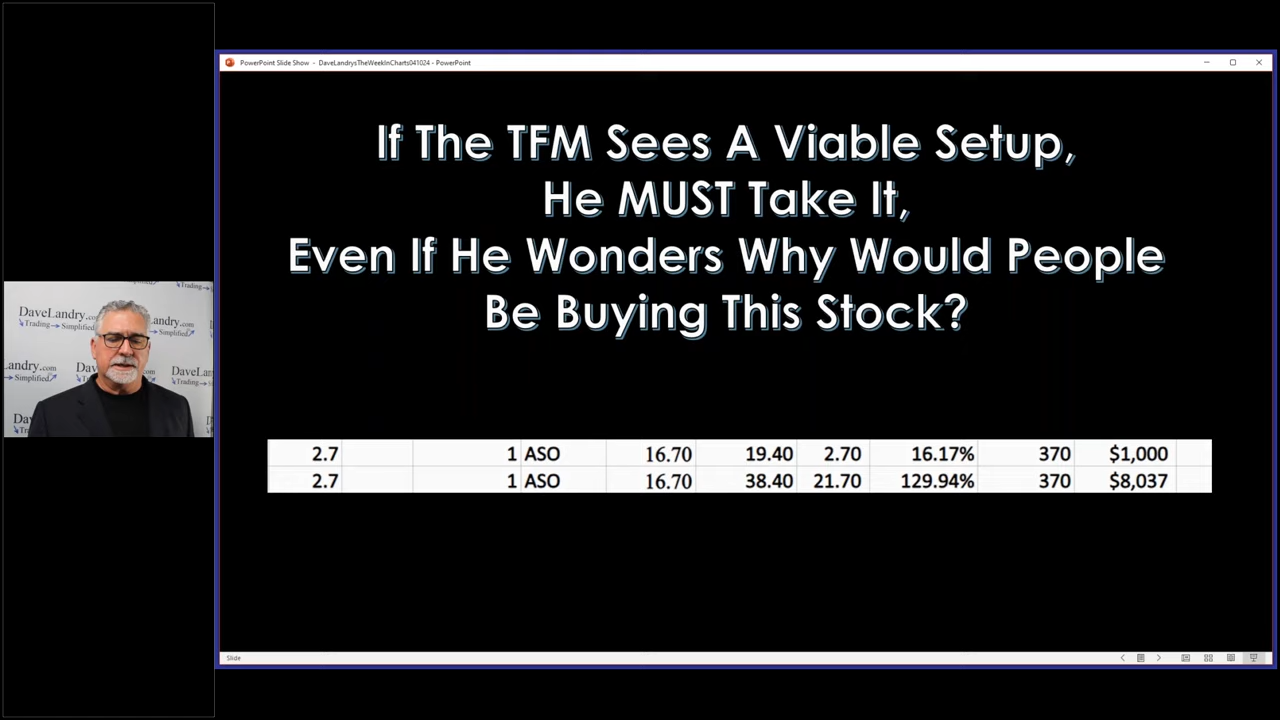 PowerPoint Slide Show - DaveLandrysTheWeekInCharts041024 - PowerPoint
If The TFM Sees A Viable Setup,
He MUST Take It,
Even If He Wonders Why Would People
Be Buying This Stock?
2.7 1 ASO 16.70 19.40 2.70 16.17% 370 $1,000
2.7 1 ASO 16.70 38.40 21.70 129.94% 370 $8,037
DaveLandry.com
Trading Simplified
Landry.com
Simplified
Slide